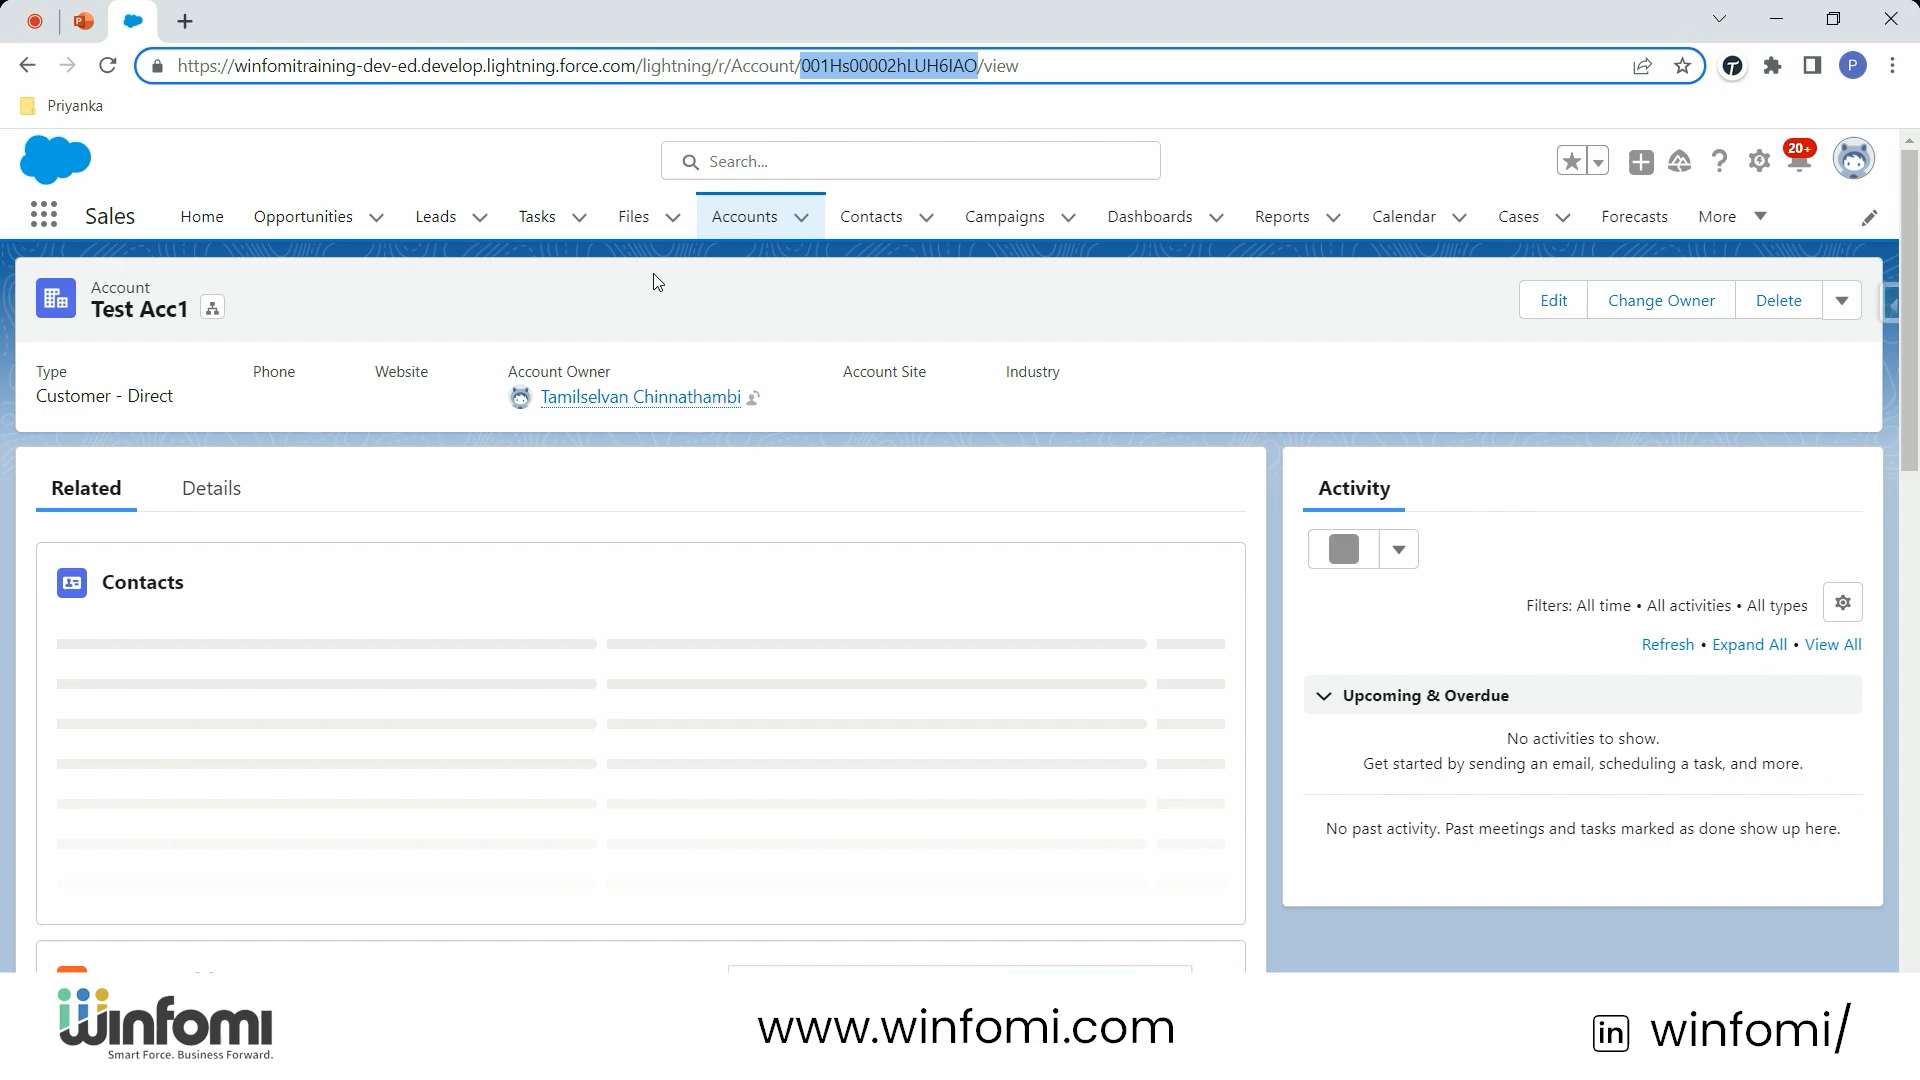 https://winfomitraining-dev-ed.develop.lightning.force.com/lightning/r/Account/001Hs00002hLUH6IAO/view
P
Priyanka
Search...
20+
Sales
Home
Opportunities
Leads
Tasks
Files
Accounts
Contacts
Campaigns
Dashboards
Reports
Calendar
Cases
Forecasts
More
Account
Test Acc1
Edit
Change Owner
Delete
Type
Phone
Website
Account Owner
Account Site
Industry
Customer - Direct
Tamilselvan Chinnathambi
Related
Details
Activity
Contacts
Filters: All time • All activities • All types
Refresh • Expand All • View All
Upcoming & Overdue
No activities to show.
Get started by sending an email, scheduling a task, and more.
No past activity. Past meetings and tasks marked as done show up here.
Winfomi
Smart Force. Business Forward.
www.winfomi.com
in winfomi/